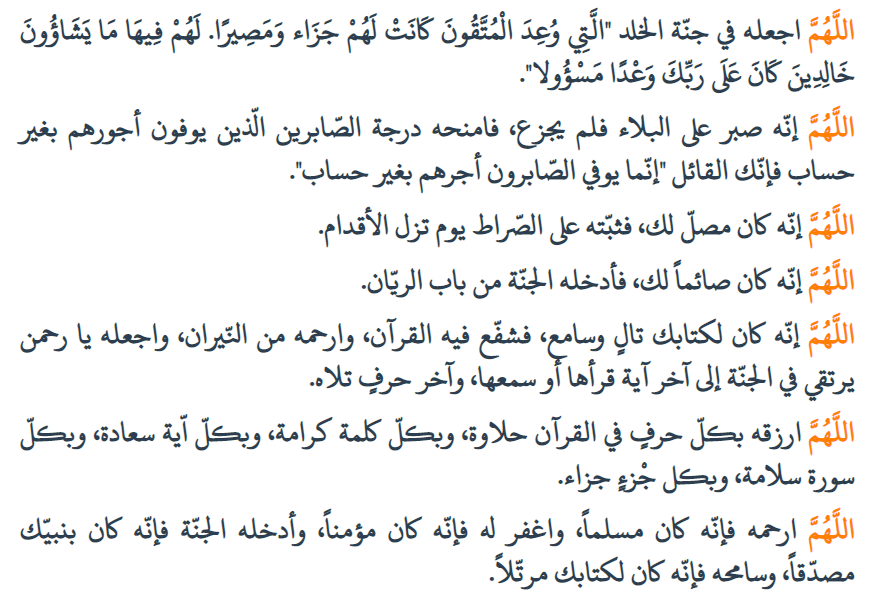 اللَّهُمَّ اجعله في جنّة الخلد "الَّتِي وُعِدَ الْمُتَّقُونَ كَانَتْ لَهُمْ جَزَاء وَمَصِيرًا. لَهُمْ فِيهَا مَا يَشَاؤُونَ
خَالِدِينَ كَانَ عَلَى رَبِّكَ وَعْدًا مَسْؤُولا".
اللَّهُمَّ إنّه صبر على البلاء فلم يجزع، فامنحه درجة الصّابرين الّذين يوفون أجورهم بغير
حساب فإنّك القائل "إنّما يوفي الصّابرون أجرهم بغير حساب".
اللَّهُمَّ إنّه كان مصلّ لك، فثبّته على الصّراط يوم تزل الأقدام.
اللَّهُمَّ إنّه كان صائماً لك، فأدخله الجنّة من باب الريّان.
اللَّهُمَّ إنّه كان لكتابك تالٍ وسامع، فشفّع فيه القرآن، وارحمه من النّيران، واجعله يا رحمن
يرتقي في الجنّة إلى آخر آية قرأها أو سمعها، وآخر حرفٍ تلاه.
اللَّهُمَّ ارزقه بكلّ حرفٍ في القرآن حلاوة، وبكلّ كلمة كرامة، وبكلّ اّية سعادة، وبكلّ
سورة سلامة، وبكل جُزءٍ جزاء.
اللَّهُمَّ ارحمه فإنّه كان مسلماً، واغفر له فإنّه كان مؤمناً، وأدخله الجنّة فإنّه كان بنبيّك
مصدّقاً، وسامحه فإنّه كان لكتابك مرتّلاً.